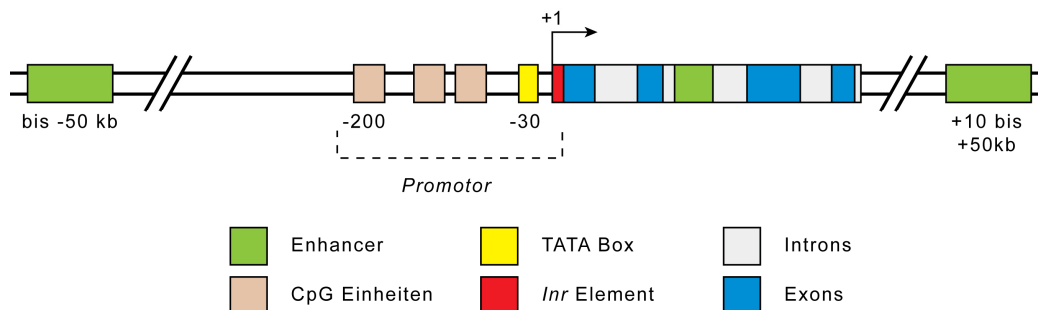 +1
bis -50 kb
-200
-30
+10 bis
+50kb
Promotor
Enhancer
TATA Box
Introns
CpG Einheiten
Inr Element
Exons